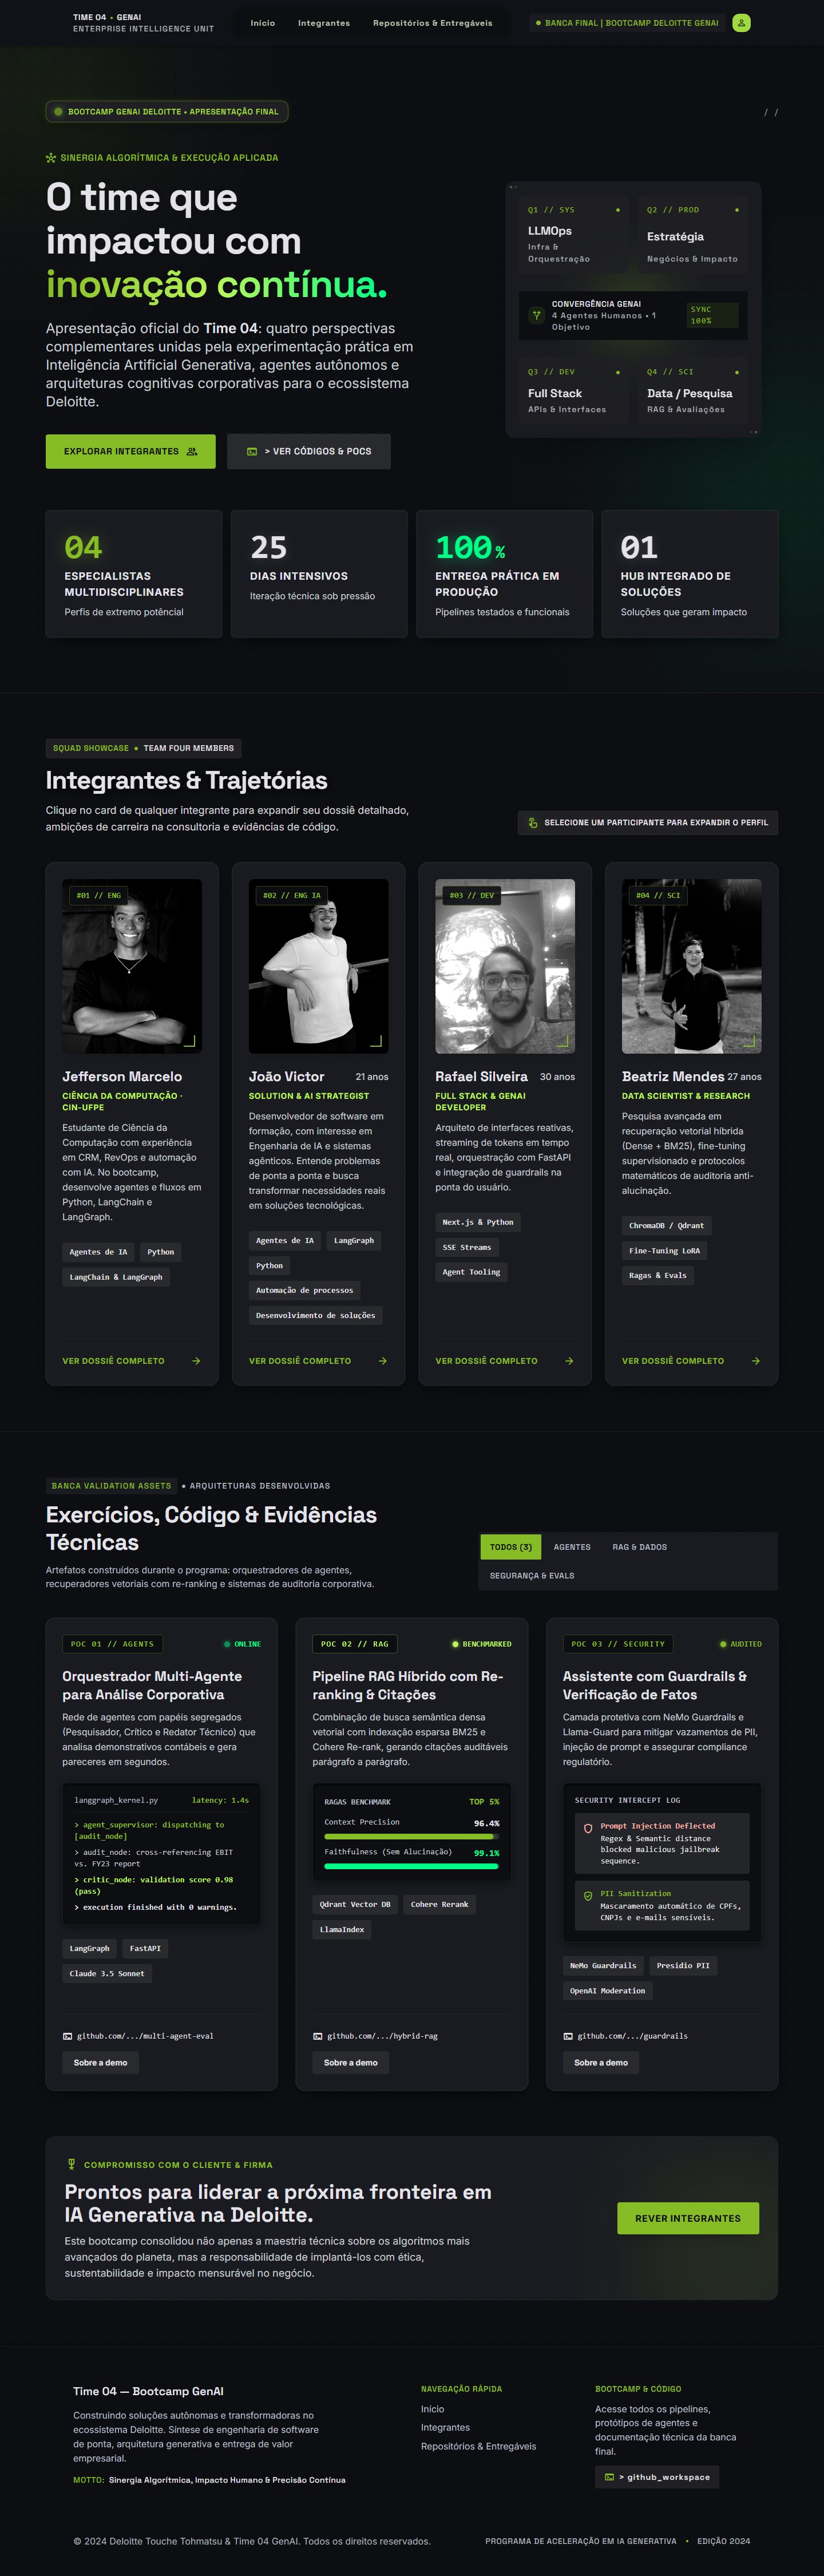 TIME 04 • GENAI
ENTERPRISE INTELLIGENCE UNIT
Início
Integrantes
Repositórios & Entregáveis
BANCA FINAL | BOOTCAMP DELOITTE GENAI
BOOTCAMP GENAI DELOITTE • APRESENTAÇÃO FINAL
/ /
SINERGIA ALGORÍTMICA & EXECUÇÃO APLICADA
O time que
impactou com
inovação contínua.
Apresentação oficial do Time 04: quatro perspectivas
complementares unidas pela experimentação prática em
Inteligência Artificial Generativa, agentes autônomos e
arquiteturas cognitivas corporativas para o ecossistema
Deloitte.
EXPLORAR INTEGRANTES
> VER CÓDIGOS & POCS
Q1 // SYS
LLMOps
Infra &
Orquestração
Q2 // PROD
Estratégia
Negócios & Impacto
CONVERGÊNCIA GENAI
4 Agentes Humanos • 1
Objetivo
SYNC
100%
Q3 // DEV
Full Stack
APIs & Interfaces
Q4 // SCI
Data / Pesquisa
RAG & Avaliações
04
ESPECIALISTAS
MULTIDISCIPLINARES
Perfis de extremo potêncial
25
DIAS INTENSIVOS
Iteração técnica sob pressão
100%
ENTREGA PRÁTICA EM
PRODUÇÃO
Pipelines testados e funcionais
01
HUB INTEGRADO DE
SOLUÇÕES
Soluções que geram impacto
SQUAD SHOWCASE • TEAM FOUR MEMBERS
Integrantes & Trajetórias
Clique no card de qualquer integrante para expandir seu dossiê detalhado,
ambições de carreira na consultoria e evidências de código.
SELECIONE UM PARTICIPANTE PARA EXPANDIR O PERFIL
#01 // ENG
Jefferson Marcelo
CIÊNCIA DA COMPUTAÇÃO ·
CIN-UFPE
Estudante de Ciência da
Computação com experiência
em CRM, RevOps e automação
com IA. No bootcamp,
desenvolve agentes e fluxos em
Python, LangChain e
LangGraph.
Agentes de IA
Python
LangChain & LangGraph
VER DOSSIÊ COMPLETO
#02 // ENG IA
João Victor
21 anos
SOLUTION & AI STRATEGIST
Desenvolvedor de software em
formação, com interesse em
Engenharia de IA e sistemas
agênticos. Entende problemas
de ponta a ponta e busca
transformar necessidades reais
em soluções tecnológicas.
Agentes de IA
LangGraph
Python
Automação de processos
Desenvolvimento de soluções
VER DOSSIÊ COMPLETO
#03 // DEV
Rafael Silveira
30 anos
FULL STACK & GENAI
DEVELOPER
Arquiteto de interfaces reativas,
streaming de tokens em tempo
real, orquestração com FastAPI
e integração de guardrails na
ponta do usuário.
Next.js & Python
SSE Streams
Agent Tooling
VER DOSSIÊ COMPLETO
#04 // SCI
Beatriz Mendes
27 anos
DATA SCIENTIST & RESEARCH
Pesquisa avançada em
recuperação vetorial híbrida
(Dense + BM25), fine-tuning
supervisionado e protocolos
matemáticos de auditoria anti-
alucinação.
ChromaDB / Qdrant
Fine-Tuning LoRA
Ragas & Evals
VER DOSSIÊ COMPLETO
BANCA VALIDATION ASSETS • ARQUITETURAS DESENVOLVIDAS
Exercícios, Código & Evidências
Técnicas
Artefatos construídos durante o programa: orquestradores de agentes,
recuperadores vetoriais com re-ranking e sistemas de auditoria corporativa.
TODOS (3)
AGENTES
RAG & DADOS
SEGURANÇA & EVALS
POC 01 // AGENTS
ONLINE
Orquestrador Multi-Agente
para Análise Corporativa
Rede de agentes com papéis segregados
(Pesquisador, Crítico e Redator Técnico) que
analisa demonstrativos contábeis e gera
pareceres em segundos.
langgraph_kernel.py
latency: 1.4s
> agent_supervisor: dispatching to
[audit_node]
> audit_node: cross-referencing EBIT
vs. FY23 report
> critic_node: validation score 0.98
(pass)
> execution finished with 0 warnings.
LangGraph
FastAPI
Claude 3.5 Sonnet
github.com/.../multi-agent-eval
Sobre a demo
POC 02 // RAG
BENCHMARKED
Pipeline RAG Híbrido com Re-
ranking & Citações
Combinação de busca semântica densa
vetorial com indexação esparsa BM25 e
Cohere Re-rank, gerando citações auditáveis
parágrafo a parágrafo.
RAGAS BENCHMARK
TOP 5%
Context Precision
96.4%
Faithfulness (Sem Alucinação)
99.1%
Qdrant Vector DB
Cohere Rerank
LlamaIndex
github.com/.../hybrid-rag
Sobre a demo
POC 03 // SECURITY
AUDITED
Assistente com Guardrails &
Verificação de Fatos
Camada protetiva com NeMo Guardrails e
Llama-Guard para mitigar vazamentos de PII,
injeção de prompt e assegurar compliance
regulatório.
SECURITY INTERCEPT LOG
Prompt Injection Deflected
Regex & Semantic distance
blocked malicious jailbreak
sequence.
PII Sanitization
Mascaramento automático de CPFs,
CNPJs e e-mails sensíveis.
NeMo Guardrails
Presidio PII
OpenAI Moderation
github.com/.../guardrails
Sobre a demo
COMPROMISSO COM O CLIENTE & FIRMA
Prontos para liderar a próxima fronteira em
IA Generativa na Deloitte.
Este bootcamp consolidou não apenas a maestria técnica sobre os algoritmos mais
avançados do planeta, mas a responsabilidade de implantá-los com ética,
sustentabilidade e impacto mensurável no negócio.
REVER INTEGRANTES
Time 04 — Bootcamp GenAI
Construindo soluções autônomas e transformadoras no
ecossistema Deloitte. Síntese de engenharia de software
de ponta, arquitetura generativa e entrega de valor
empresarial.
MOTTO: Sinergia Algorítmica, Impacto Humano & Precisão Contínua
NAVEGAÇÃO RÁPIDA
Início
Integrantes
Repositórios & Entregáveis
BOOTCAMP & CÓDIGO
Acesse todos os pipelines,
protótipos de agentes e
documentação técnica da banca
final.
> github_workspace
© 2024 Deloitte Touche Tohmatsu & Time 04 GenAI. Todos os direitos reservados.
PROGRAMA DE ACELERAÇÃO EM IA GENERATIVA • EDIÇÃO 2024